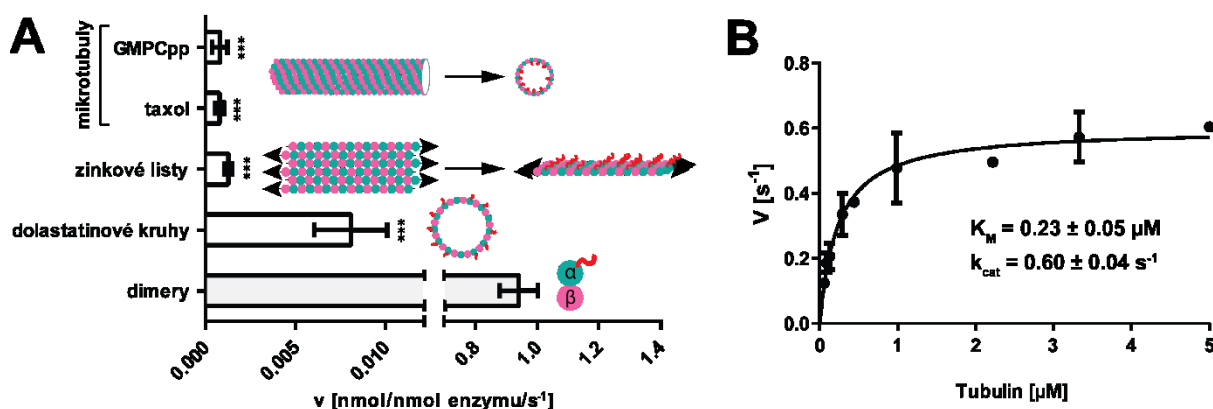 A
mikrotubuly
GMPCpp
***
taxol
***
zinkové listy
***
dolastatinové kruhy
***
dimery
α
β
0.000
0.005
0.010
0.8
1.0
1.2
1.4
v [nmol/nmol enzymu/s⁻¹]
B
V [s⁻¹]
0.8
0.6
0.4
0.2
0.0
K_M = 0.23 ± 0.05 µM
k_cat = 0.60 ± 0.04 s⁻¹
0
1
2
3
4
5
Tubulin [µM]